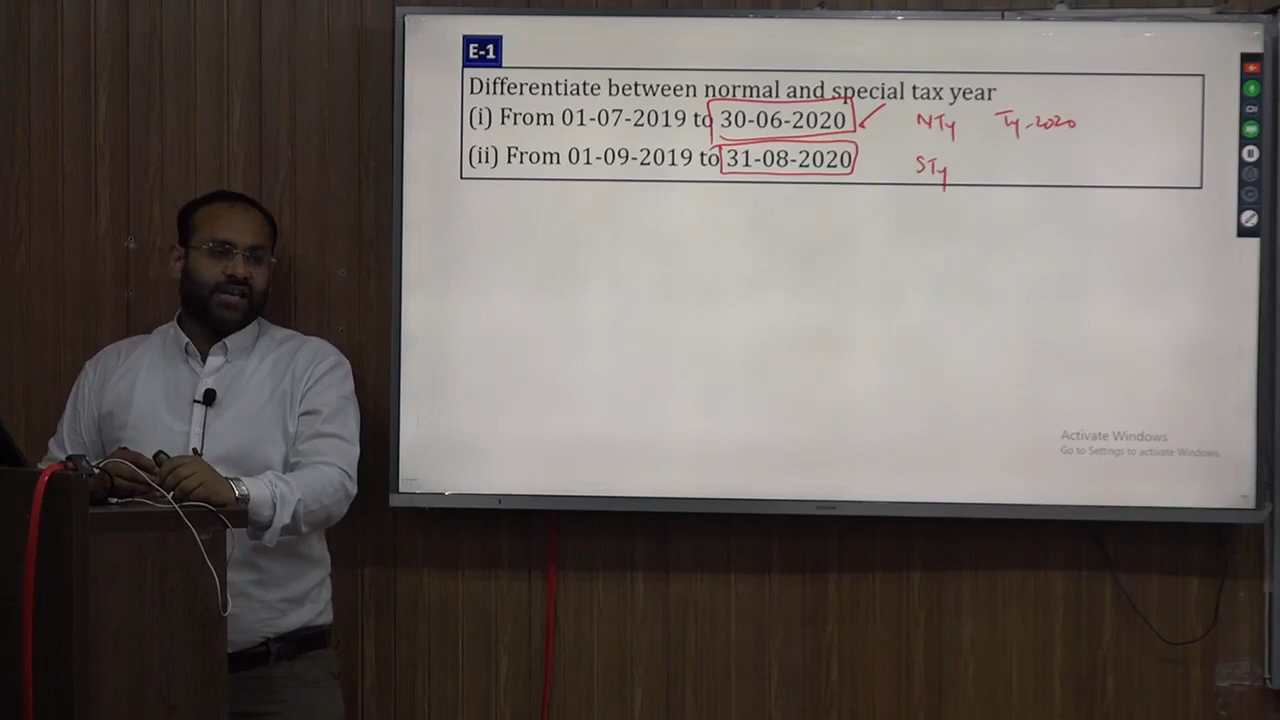 E-1
Differentiate between normal and special tax year
(i) From 01-07-2019 to 30-06-2020 NTy Ty-2020
(ii) From 01-09-2019 to 31-08-2020 STy
Activate Windows
Go to Settings to activate Windows.